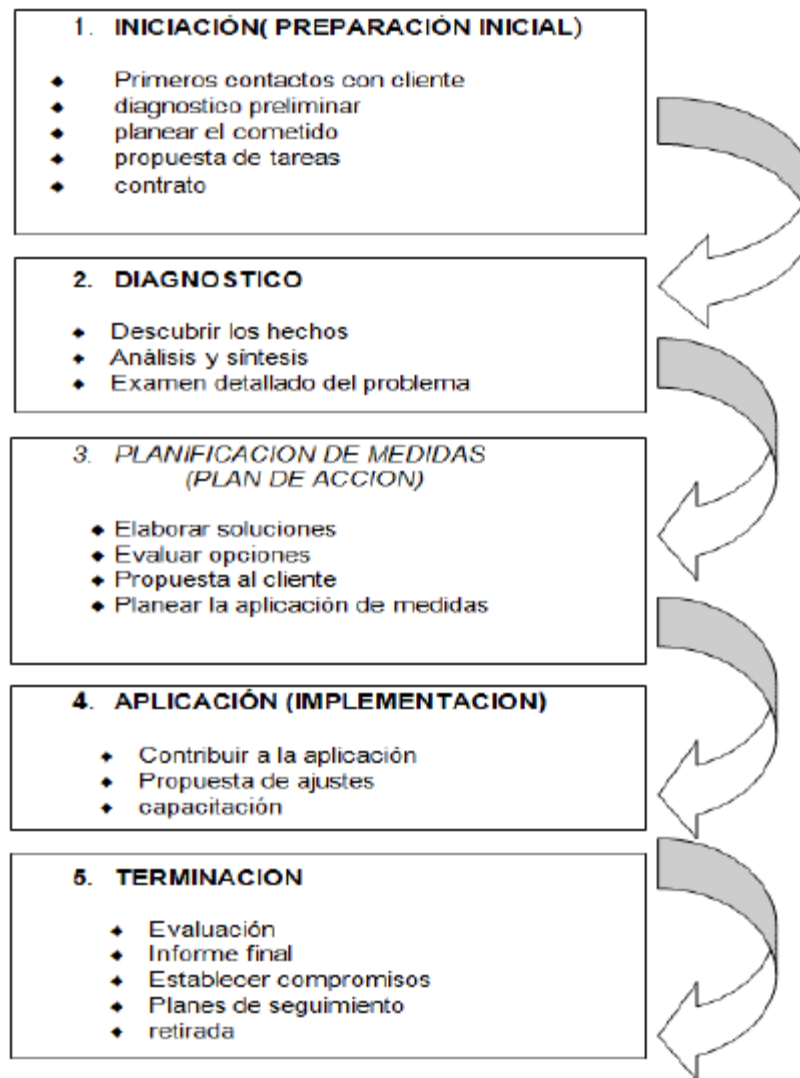 1. INICIACIÓN( PREPARACIÓN INICIAL)
◆ Primeros contactos con cliente
◆ diagnostico preliminar
◆ planear el cometido
◆ propuesta de tareas
◆ contrato
2. DIAGNOSTICO
◆ Descubrir los hechos
◆ Anàlisis y síntesis
◆ Examen detallado del problema
3. PLANIFICACION DE MEDIDAS
(PLAN DE ACCION)
◆ Elaborar soluciones
◆ Evaluar opciones
◆ Propuesta al cliente
◆ Planear la aplicación de medidas
4. APLICACIÓN (IMPLEMENTACION)
◆ Contribuir a la aplicación
◆ Propuesta de ajustes
◆ capacitación
5. TERMINACION
◆ Evaluación
◆ Informe final
◆ Establecer compromisos
◆ Planes de seguimiento
◆ retirada